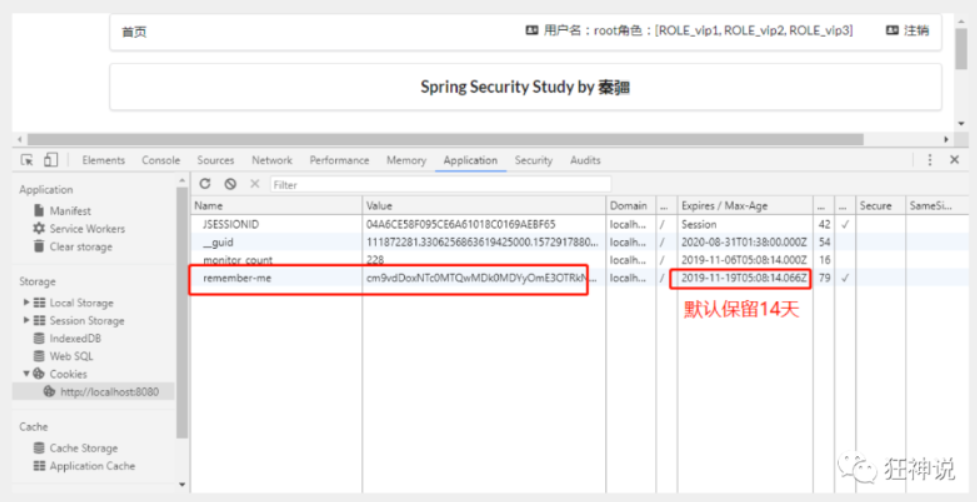 首页 用户名：root角色：[ROLE_vip1, ROLE_vip2, ROLE_vip3] 注销
Spring Security Study by 秦疆
Elements Console Sources Network Performance Memory Application Security Audits
Application
Manifest
Service Workers
Clear storage
Storage
Local Storage
Session Storage
IndexedDB
Web SQL
Cookies
http://localhost:8080
Cache
Cache Storage
Application Cache
Filter
Name Value Domain ... Expires / Max-Age ... ... Secure SameSi...
JSESSIONID 04A6CE58F095CE6A61018C0169AEBF65 localh... / Session 42 ✓
__guid 111872281.3306256863619425000.1572917880... localh... / 2020-08-31T01:38:00.000Z 54
monitor_count 228 localh... / 2019-11-06T05:08:14.000Z 16
remember-me cm9vdDoxNTc0MTQwMDk0MDYyOmE3OTRkN... localh... / 2019-11-19T05:08:14.066Z 79 ✓
默认保留14天
狂神说